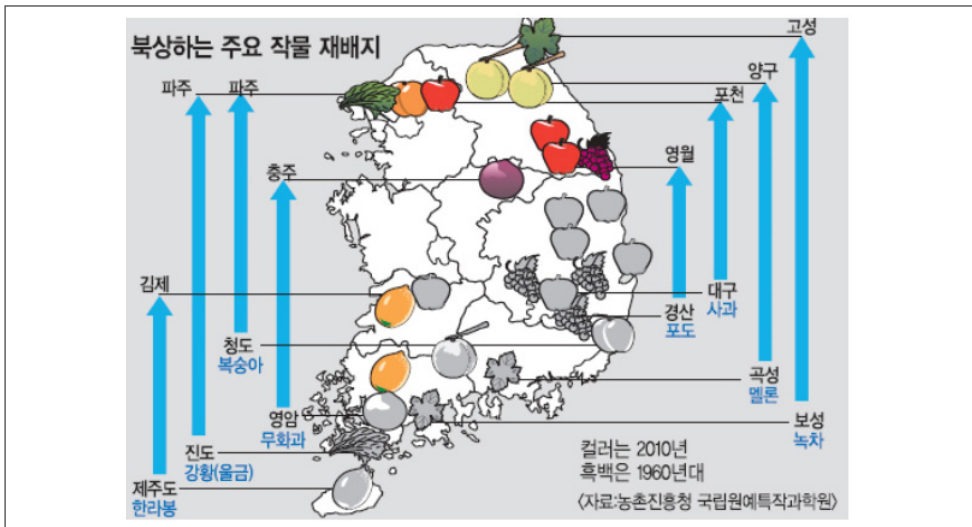 북상하는 주요 작물 재배지
고성
양구
파주
파주
포천
영월
충주
김제
대구
사과
경산
포도
청도
복숭아
곡성
멜론
영암
무화과
보성
녹차
진도
강황(울금)
제주도
한라봉
컬러는 2010년
흑백은 1960년대
〈자료:농촌진흥청 국립원예특작과학원〉